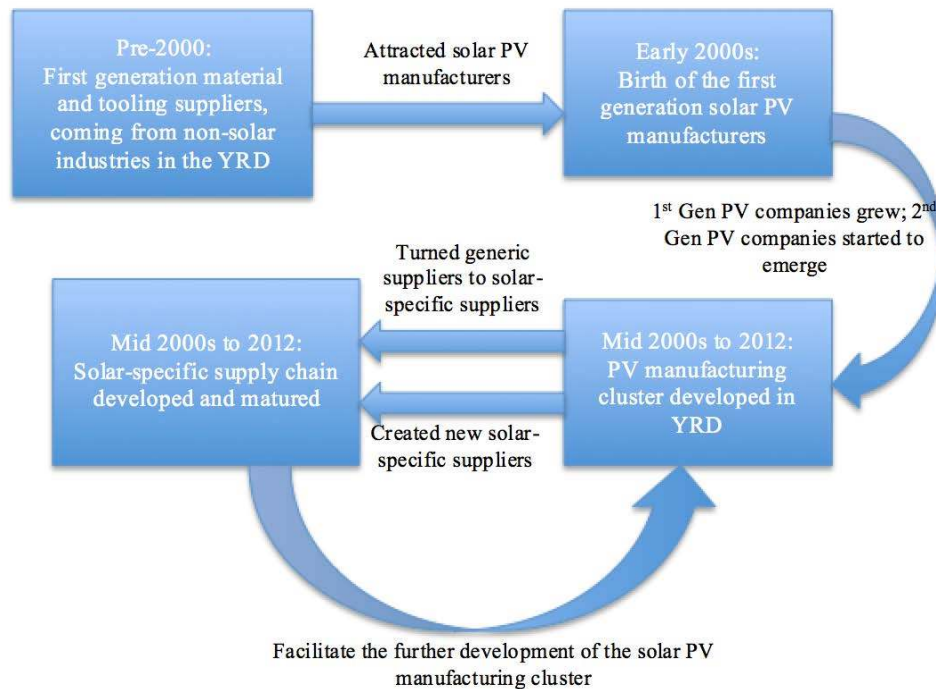 Pre-2000:
First generation material
and tooling suppliers,
coming from non-solar
industries in the YRD
Attracted solar PV
manufacturers
Early 2000s:
Birth of the first
generation solar PV
manufacturers
1st Gen PV companies grew; 2nd
Gen PV companies started to
emerge
Turned generic
suppliers to solar-
specific suppliers
Mid 2000s to 2012:
Solar-specific supply chain
developed and matured
Mid 2000s to 2012:
PV manufacturing
cluster developed in
YRD
Created new solar-
specific suppliers
Facilitate the further development of the solar PV
manufacturing cluster